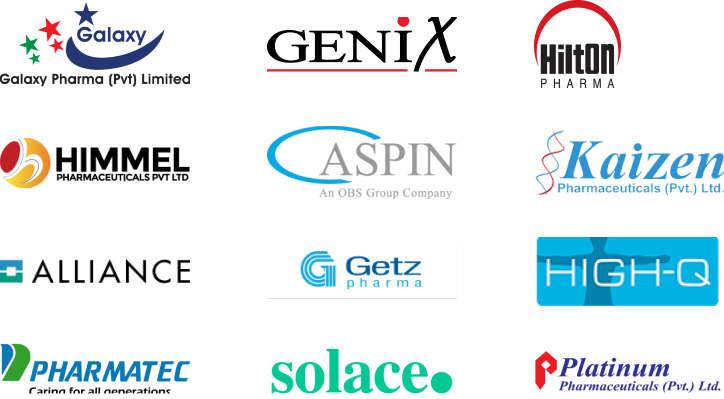 Galaxy
Galaxy Pharma (Pvt) Limited
GENIX
HiltON
PHARMA
HIMMEL
PHARMACEUTICALS PVT LTD
ASPIN
An OBS Group Company
Kaizen
Pharmaceuticals (Pvt.) Ltd.
ALLIANCE
Getz
pharma
HIGH-Q
PHARMATEC
Caring for all generations
solace.
Platinum
Pharmaceuticals (Pvt.) Ltd.